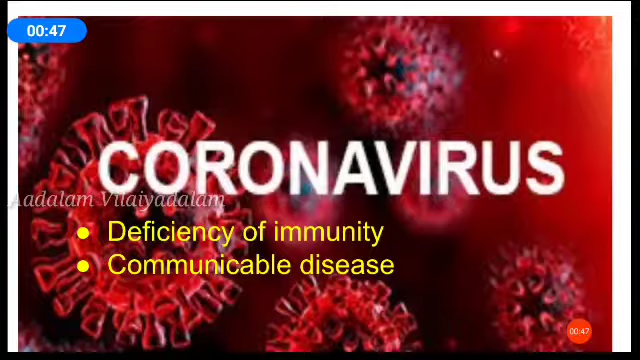 00:47
CORONAVIRUS
Aadalam Vilaiyadalam
● Deficiency of immunity
● Communicable disease
00:47